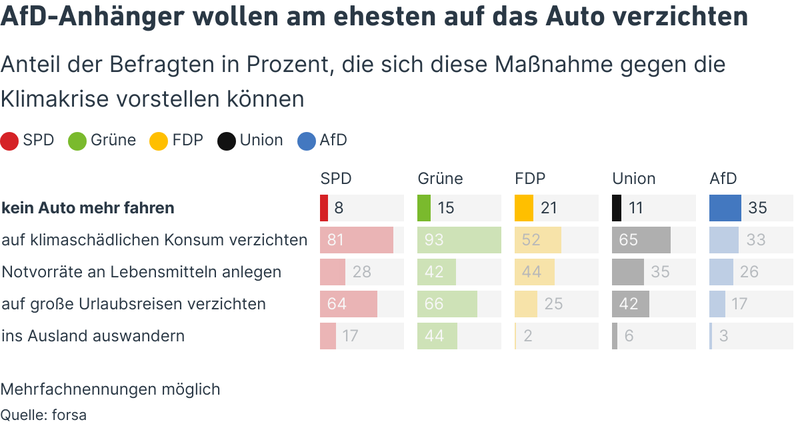 AfD-Anhänger wollen am ehesten auf das Auto verzichten
Anteil der Befragten in Prozent, die sich diese Maßnahme gegen die
Klimakrise vorstellen können
SPD Grüne FDP Union AfD
SPD Grüne FDP Union AfD
kein Auto mehr fahren 8 15 21 11 35
auf klimaschädlichen Konsum verzichten 81 93 52 65 33
Notvorräte an Lebensmitteln anlegen 28 42 44 35 26
auf große Urlaubsreisen verzichten 64 66 25 42 17
ins Ausland auswandern 17 44 2 6 3
Mehrfachnennungen möglich
Quelle: forsa